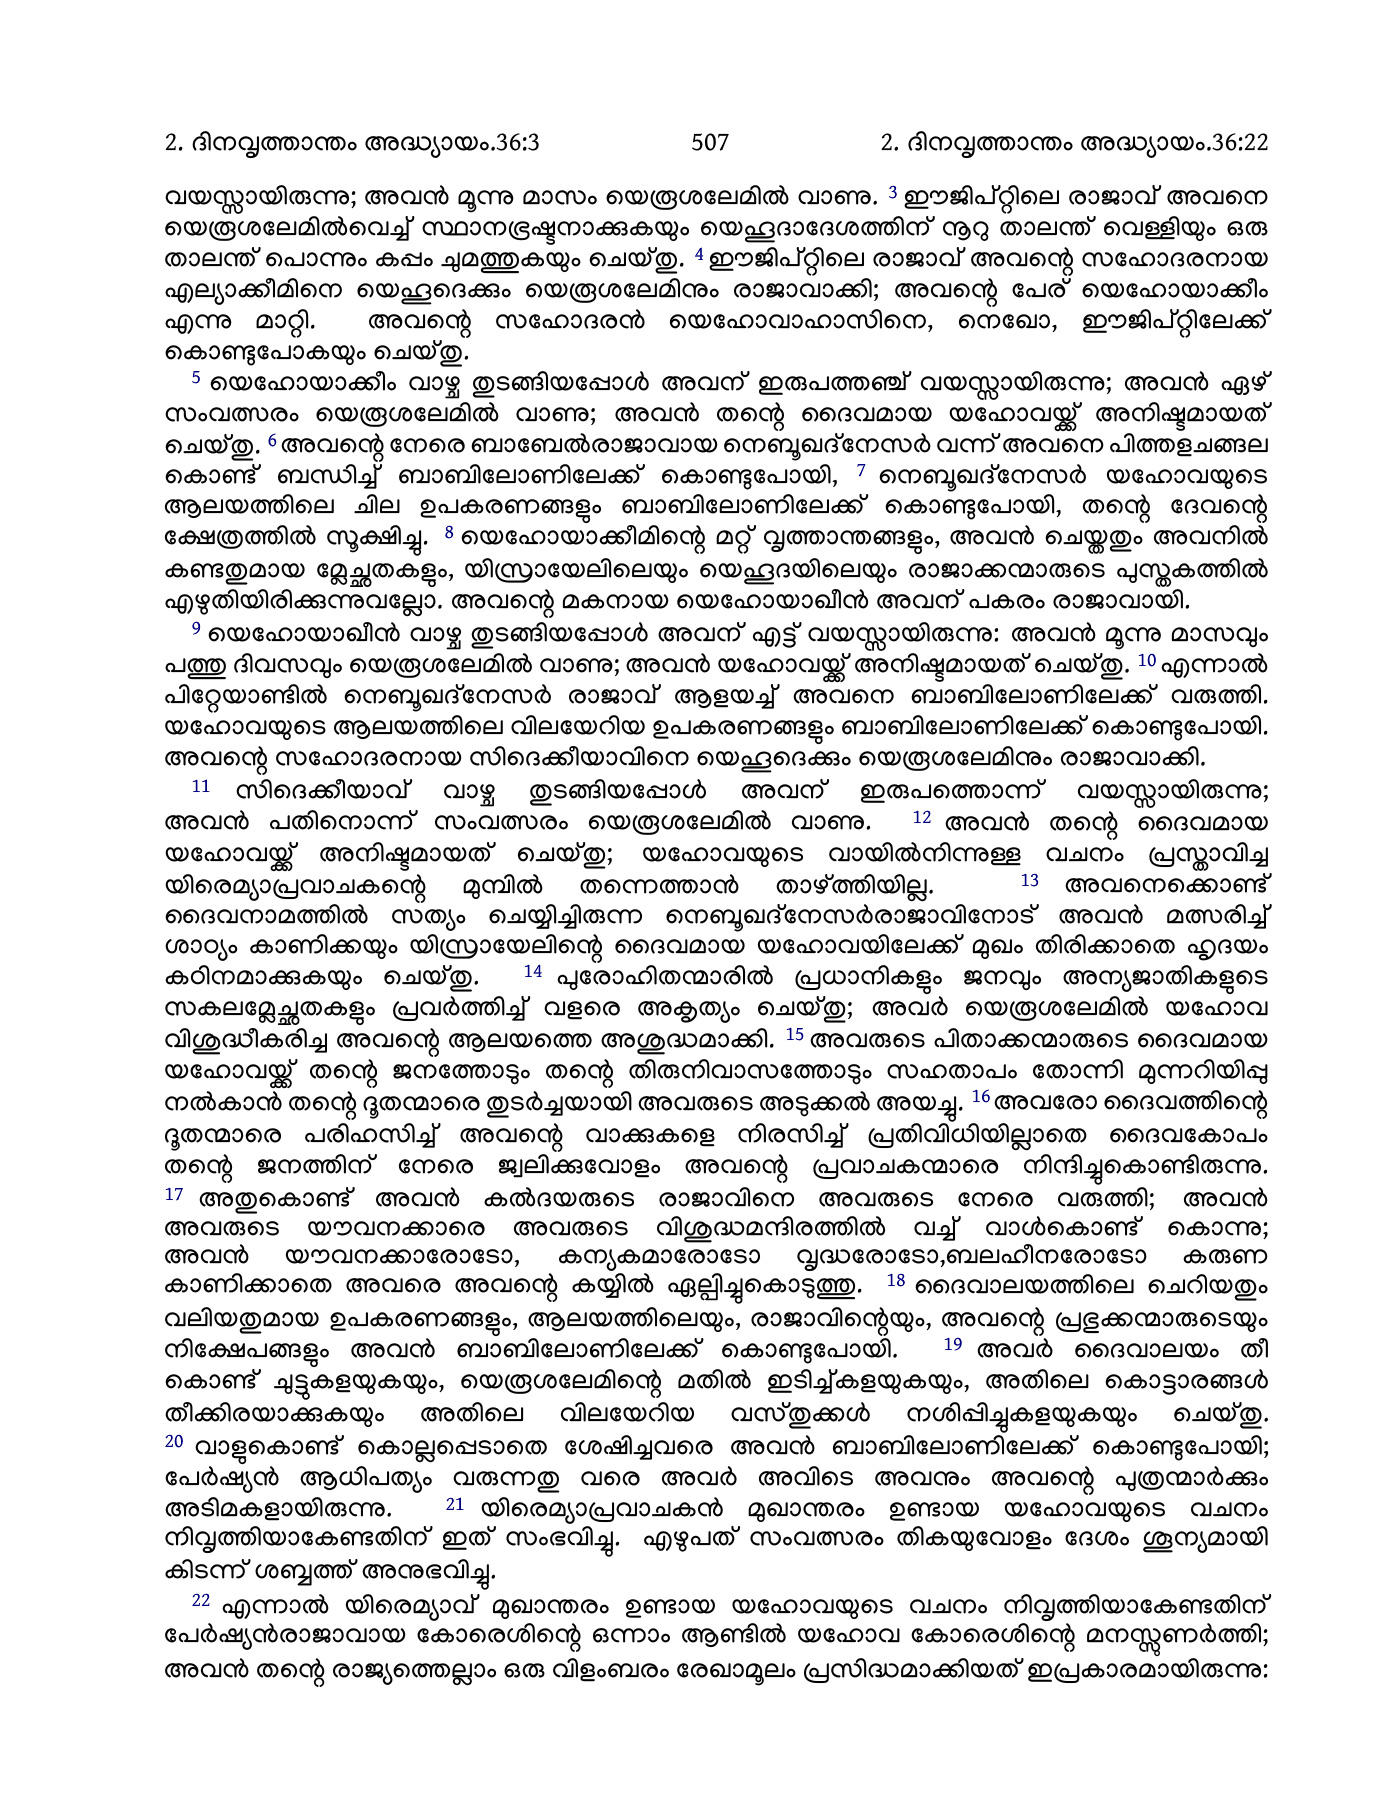 2. ദിനവൃത്താന്തം അദ്ധ്യായം.36:3 507 2. ദിനവൃത്താന്തം അദ്ധ്യായം.36:22
വയസ്സായിരുന്നു; അവൻ മൂന്നു മാസം യെരൂശലേമിൽ വാണു. 3 ഈജിപ്റ്റിലെ രാജാവ് അവനെ
യെരൂശലേമിൽവെച്ച് സ്ഥാനഭ്രഷ്ടനാക്കുകയും യെഹൂദാദേശത്തിന് നൂറു താലന്ത് വെള്ളിയും ഒരു
താലന്ത് പൊന്നും കപ്പം ചുമത്തുകയും ചെയ്തു. 4 ഈജിപ്റ്റിലെ രാജാവ് അവന്റെ സഹോദരനായ
എല്യാക്കീമിനെ യെഹൂദെക്കും യെരൂശലേമിനും രാജാവാക്കി; അവന്റെ പേര് യെഹോയാക്കീം
എന്നു മാറ്റി. അവന്റെ സഹോദരൻ യെഹോവാഹാസിനെ, നെഖോ, ഈജിപ്റ്റിലേക്ക്
കൊണ്ടുപോകയും ചെയ്തു.
5 യെഹോയാക്കീം വാഴ്ച തുടങ്ങിയപ്പോൾ അവന് ഇരുപത്തഞ്ച് വയസ്സായിരുന്നു; അവൻ ഏഴ്
സംവത്സരം യെരൂശലേമിൽ വാണു; അവൻ തന്റെ ദൈവമായ യഹോവയ്ക്ക് അനിഷ്ടമായത്
ചെയ്തു. 6 അവന്റെ നേരെ ബാബേൽരാജാവായ നെബൂഖദ്നേസർ വന്ന് അവനെ പിത്തളചങ്ങല
കൊണ്ട് ബന്ധിച്ച് ബാബിലോണിലേക്ക് കൊണ്ടുപോയി, 7 നെബൂഖദ്നേസർ യഹോവയുടെ
ആലയത്തിലെ ചില ഉപകരണങ്ങളും ബാബിലോണിലേക്ക് കൊണ്ടുപോയി, തന്റെ ദേവന്റെ
ക്ഷേത്രത്തിൽ സൂക്ഷിച്ചു. 8 യെഹോയാക്കീമിന്റെ മറ്റ് വൃത്താന്തങ്ങളും, അവൻ ചെയ്തതും അവനിൽ
കണ്ടതുമായ മ്ലേച്ഛതകളും, യിസ്രായേലിലെയും യെഹൂദയിലെയും രാജാക്കന്മാരുടെ പുസ്തകത്തിൽ
എഴുതിയിരിക്കുന്നുവല്ലോ. അവന്റെ മകനായ യെഹോയാഖീൻ അവന് പകരം രാജാവായി.
9 യെഹോയാഖീൻ വാഴ്ച തുടങ്ങിയപ്പോൾ അവന് എട്ട് വയസ്സായിരുന്നു: അവൻ മൂന്നു മാസവും
പത്തു ദിവസവും യെരൂശലേമിൽ വാണു; അവൻ യഹോവയ്ക്ക് അനിഷ്ടമായത് ചെയ്തു. 10 എന്നാൽ
പിറ്റേയാണ്ടിൽ നെബൂഖദ്നേസർ രാജാവ് ആളയച്ച് അവനെ ബാബിലോണിലേക്ക് വരുത്തി.
യഹോവയുടെ ആലയത്തിലെ വിലയേറിയ ഉപകരണങ്ങളും ബാബിലോണിലേക്ക് കൊണ്ടുപോയി.
അവന്റെ സഹോദരനായ സിദെക്കീയാവിനെ യെഹൂദെക്കും യെരൂശലേമിനും രാജാവാക്കി.
11 സിദെക്കീയാവ് വാഴ്ച തുടങ്ങിയപ്പോൾ അവന് ഇരുപത്തൊന്ന് വയസ്സായിരുന്നു;
അവൻ പതിനൊന്ന് സംവത്സരം യെരൂശലേമിൽ വാണു. 12 അവൻ തന്റെ ദൈവമായ
യഹോവയ്ക്ക് അനിഷ്ടമായത് ചെയ്തു; യഹോവയുടെ വായിൽനിന്നുള്ള വചനം പ്രസ്താവിച്ച
യിരെമ്യാപ്രവാചകന്റെ മുമ്പിൽ തന്നെത്താൻ താഴ്ത്തിയില്ല. 13 അവനെക്കൊണ്ട്
ദൈവനാമത്തിൽ സത്യം ചെയ്യിച്ചിരുന്ന നെബൂഖദ്നേസർരാജാവിനോട് അവൻ മത്സരിച്ച്
ശാഠ്യം കാണിക്കയും യിസ്രായേലിന്റെ ദൈവമായ യഹോവയിലേക്ക് മുഖം തിരിക്കാതെ ഹൃദയം
കഠിനമാക്കുകയും ചെയ്തു. 14 പുരോഹിതന്മാരിൽ പ്രധാനികളും ജനവും അന്യജാതികളുടെ
സകലമ്ലേച്ഛതകളും പ്രവർത്തിച്ച് വളരെ അകൃത്യം ചെയ്തു; അവർ യെരൂശലേമിൽ യഹോവ
വിശുദ്ധീകരിച്ച അവന്റെ ആലയത്തെ അശുദ്ധമാക്കി. 15 അവരുടെ പിതാക്കന്മാരുടെ ദൈവമായ
യഹോവയ്ക്ക് തന്റെ ജനത്തോടും തന്റെ തിരുനിവാസത്തോടും സഹതാപം തോന്നി മുന്നറിയിപ്പു
നൽകാൻ തന്റെ ദൂതന്മാരെ തുടർച്ചയായി അവരുടെ അടുക്കൽ അയച്ചു. 16 അവരോ ദൈവത്തിന്റെ
ദൂതന്മാരെ പരിഹസിച്ച് അവന്റെ വാക്കുകളെ നിരസിച്ച് പ്രതിവിധിയില്ലാതെ ദൈവകോപം
തന്റെ ജനത്തിന് നേരെ ജ്വലിക്കുവോളം അവന്റെ പ്രവാചകന്മാരെ നിന്ദിച്ചുകൊണ്ടിരുന്നു.
17 അതുകൊണ്ട് അവൻ കൽദയരുടെ രാജാവിനെ അവരുടെ നേരെ വരുത്തി; അവൻ
അവരുടെ യൗവനക്കാരെ അവരുടെ വിശുദ്ധമന്ദിരത്തിൽ വച്ച് വാൾകൊണ്ട് കൊന്നു;
അവൻ യൗവനക്കാരോടോ, കന്യകമാരോടോ വൃദ്ധരോടോ,ബലഹീനരോടോ കരുണ
കാണിക്കാതെ അവരെ അവന്റെ കയ്യിൽ ഏല്പിച്ചുകൊടുത്തു. 18 ദൈവാലയത്തിലെ ചെറിയതും
വലിയതുമായ ഉപകരണങ്ങളും, ആലയത്തിലെയും, രാജാവിന്റെയും, അവന്റെ പ്രഭുക്കന്മാരുടെയും
നിക്ഷേപങ്ങളും അവൻ ബാബിലോണിലേക്ക് കൊണ്ടുപോയി. 19 അവർ ദൈവാലയം തീ
കൊണ്ട് ചുട്ടുകളയുകയും, യെരൂശലേമിന്റെ മതിൽ ഇടിച്ച്കളയുകയും, അതിലെ കൊട്ടാരങ്ങൾ
തീക്കിരയാക്കുകയും അതിലെ വിലയേറിയ വസ്തുക്കൾ നശിപ്പിച്ചുകളയുകയും ചെയ്തു.
20 വാളുകൊണ്ട് കൊല്ലപ്പെടാതെ ശേഷിച്ചവരെ അവൻ ബാബിലോണിലേക്ക് കൊണ്ടുപോയി;
പേർഷ്യൻ ആധിപത്യം വരുന്നതു വരെ അവർ അവിടെ അവനും അവന്റെ പുത്രന്മാർക്കും
അടിമകളായിരുന്നു. 21 യിരെമ്യാപ്രവാചകൻ മുഖാന്തരം ഉണ്ടായ യഹോവയുടെ വചനം
നിവൃത്തിയാകേണ്ടതിന് ഇത് സംഭവിച്ചു. എഴുപത് സംവത്സരം തികയുവോളം ദേശം ശൂന്യമായി
കിടന്ന് ശബ്ബത്ത് അനുഭവിച്ചു.
22 എന്നാൽ യിരെമ്യാവ് മുഖാന്തരം ഉണ്ടായ യഹോവയുടെ വചനം നിവൃത്തിയാകേണ്ടതിന്
പേർഷ്യൻരാജാവായ കോരെശിന്റെ ഒന്നാം ആണ്ടിൽ യഹോവ കോരെശിന്റെ മനസ്സുണർത്തി;
അവൻ തന്റെ രാജ്യത്തെല്ലാം ഒരു വിളംബരം രേഖാമൂലം പ്രസിദ്ധമാക്കിയത് ഇപ്രകാരമായിരുന്നു: